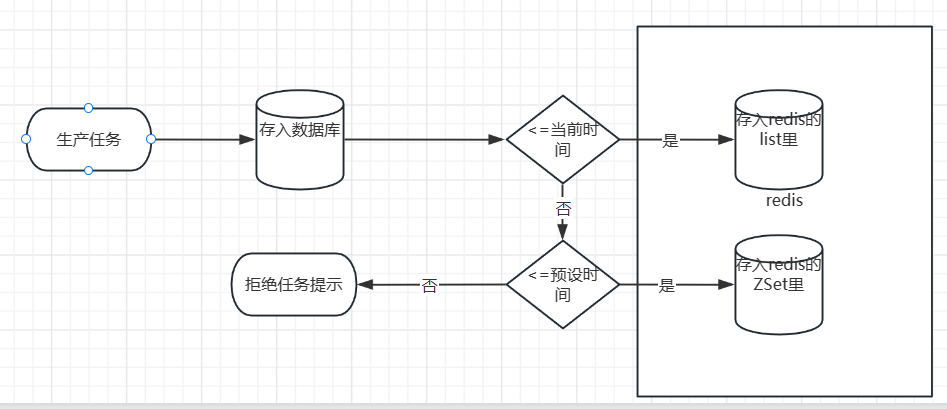 生产任务
存入数据库
<=当前时
间
是
存入redis的
list里
redis
否
拒绝任务提示
否
<=预设时
间
是
存入redis的
ZSet里